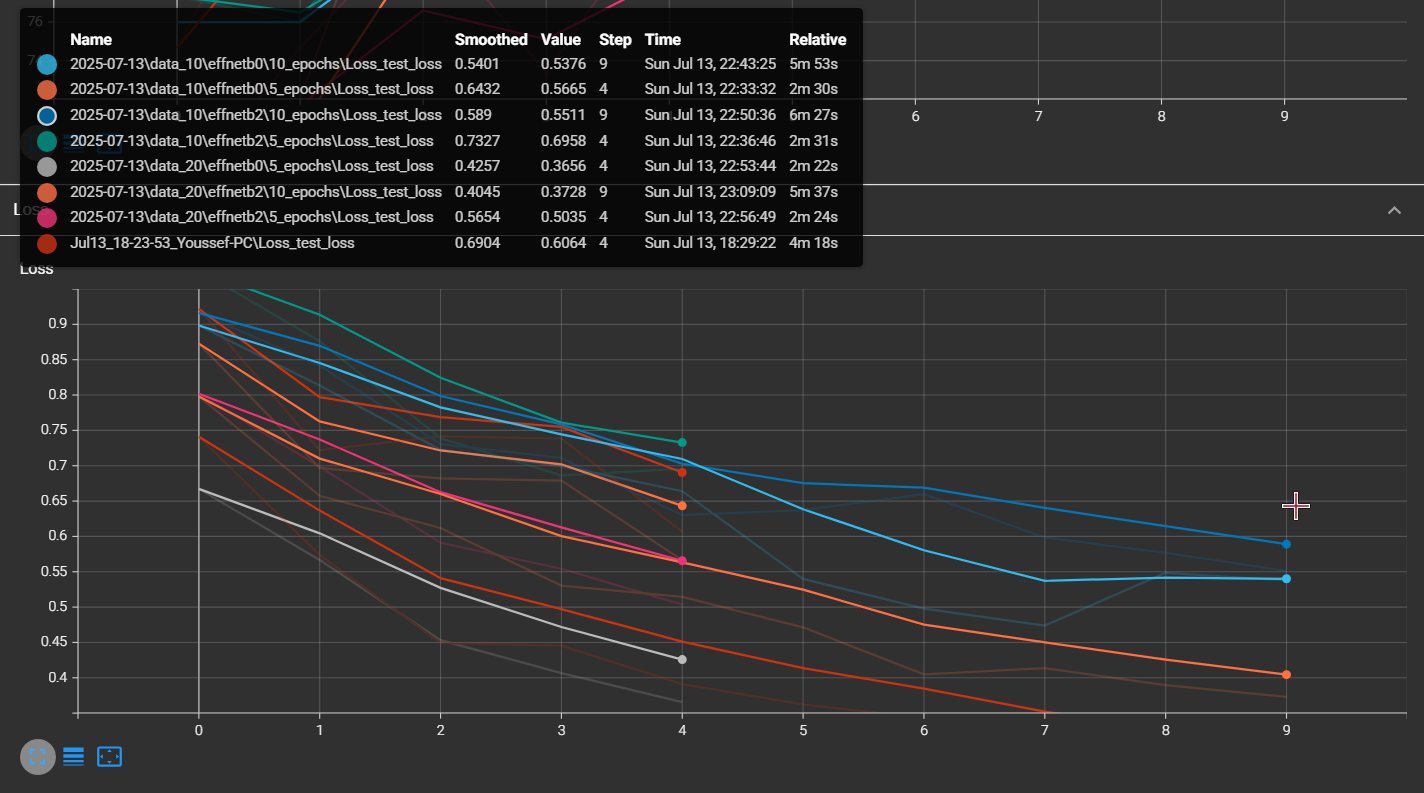 76
Name Smoothed Value Step Time Relative
2025-07-13\data_10\effnetb0\10_epochs\Loss_test_loss 0.5401 0.5376 9 Sun Jul 13, 22:43:25 5m 53s
2025-07-13\data_10\effnetb0\5_epochs\Loss_test_loss 0.6432 0.5665 4 Sun Jul 13, 22:33:32 2m 30s
2025-07-13\data_10\effnetb2\10_epochs\Loss_test_loss 0.589 0.5511 9 Sun Jul 13, 22:50:36 6m 27s
2025-07-13\data_10\effnetb2\5_epochs\Loss_test_loss 0.7327 0.6958 4 Sun Jul 13, 22:36:46 2m 31s
2025-07-13\data_20\effnetb0\5_epochs\Loss_test_loss 0.4257 0.3656 4 Sun Jul 13, 22:53:44 2m 22s
2025-07-13\data_20\effnetb2\10_epochs\Loss_test_loss 0.4045 0.3728 9 Sun Jul 13, 23:09:09 5m 37s
2025-07-13\data_20\effnetb2\5_epochs\Loss_test_loss 0.5654 0.5035 4 Sun Jul 13, 22:56:49 2m 24s
Jul13_18-23-53_Youssef-PC\Loss_test_loss 0.6904 0.6064 4 Sun Jul 13, 18:29:22 4m 18s
6 7 8 9
Loss
Loss
0.9
0.85
0.8
0.75
0.7
0.65
0.6
0.55
0.5
0.45
0.4
0 1 2 3 4 5 6 7 8 9